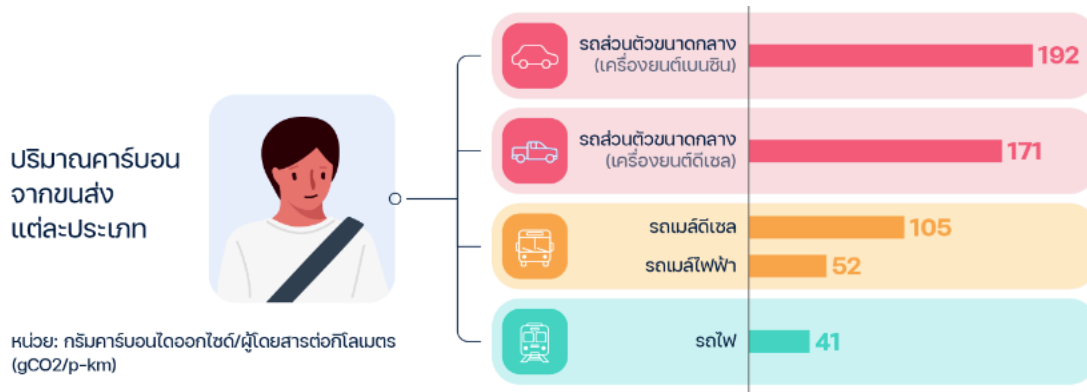 ปริมาณคาร์บอน
จากขนส่ง
แต่ละประเภท
หน่วย: กรัมคาร์บอนไดออกไซด์/ผู้โดยสารต่อกิโลเมตร
(gCO2/p-km)
รถส่วนตัวขนาดกลาง
(เครื่องยนต์เบนซิน)
192
รถส่วนตัวขนาดกลาง
(เครื่องยนต์ดีเซล)
171
รถเมล์ดีเซล
105
รถเมล์ไฟฟ้า
52
รถไฟ
41